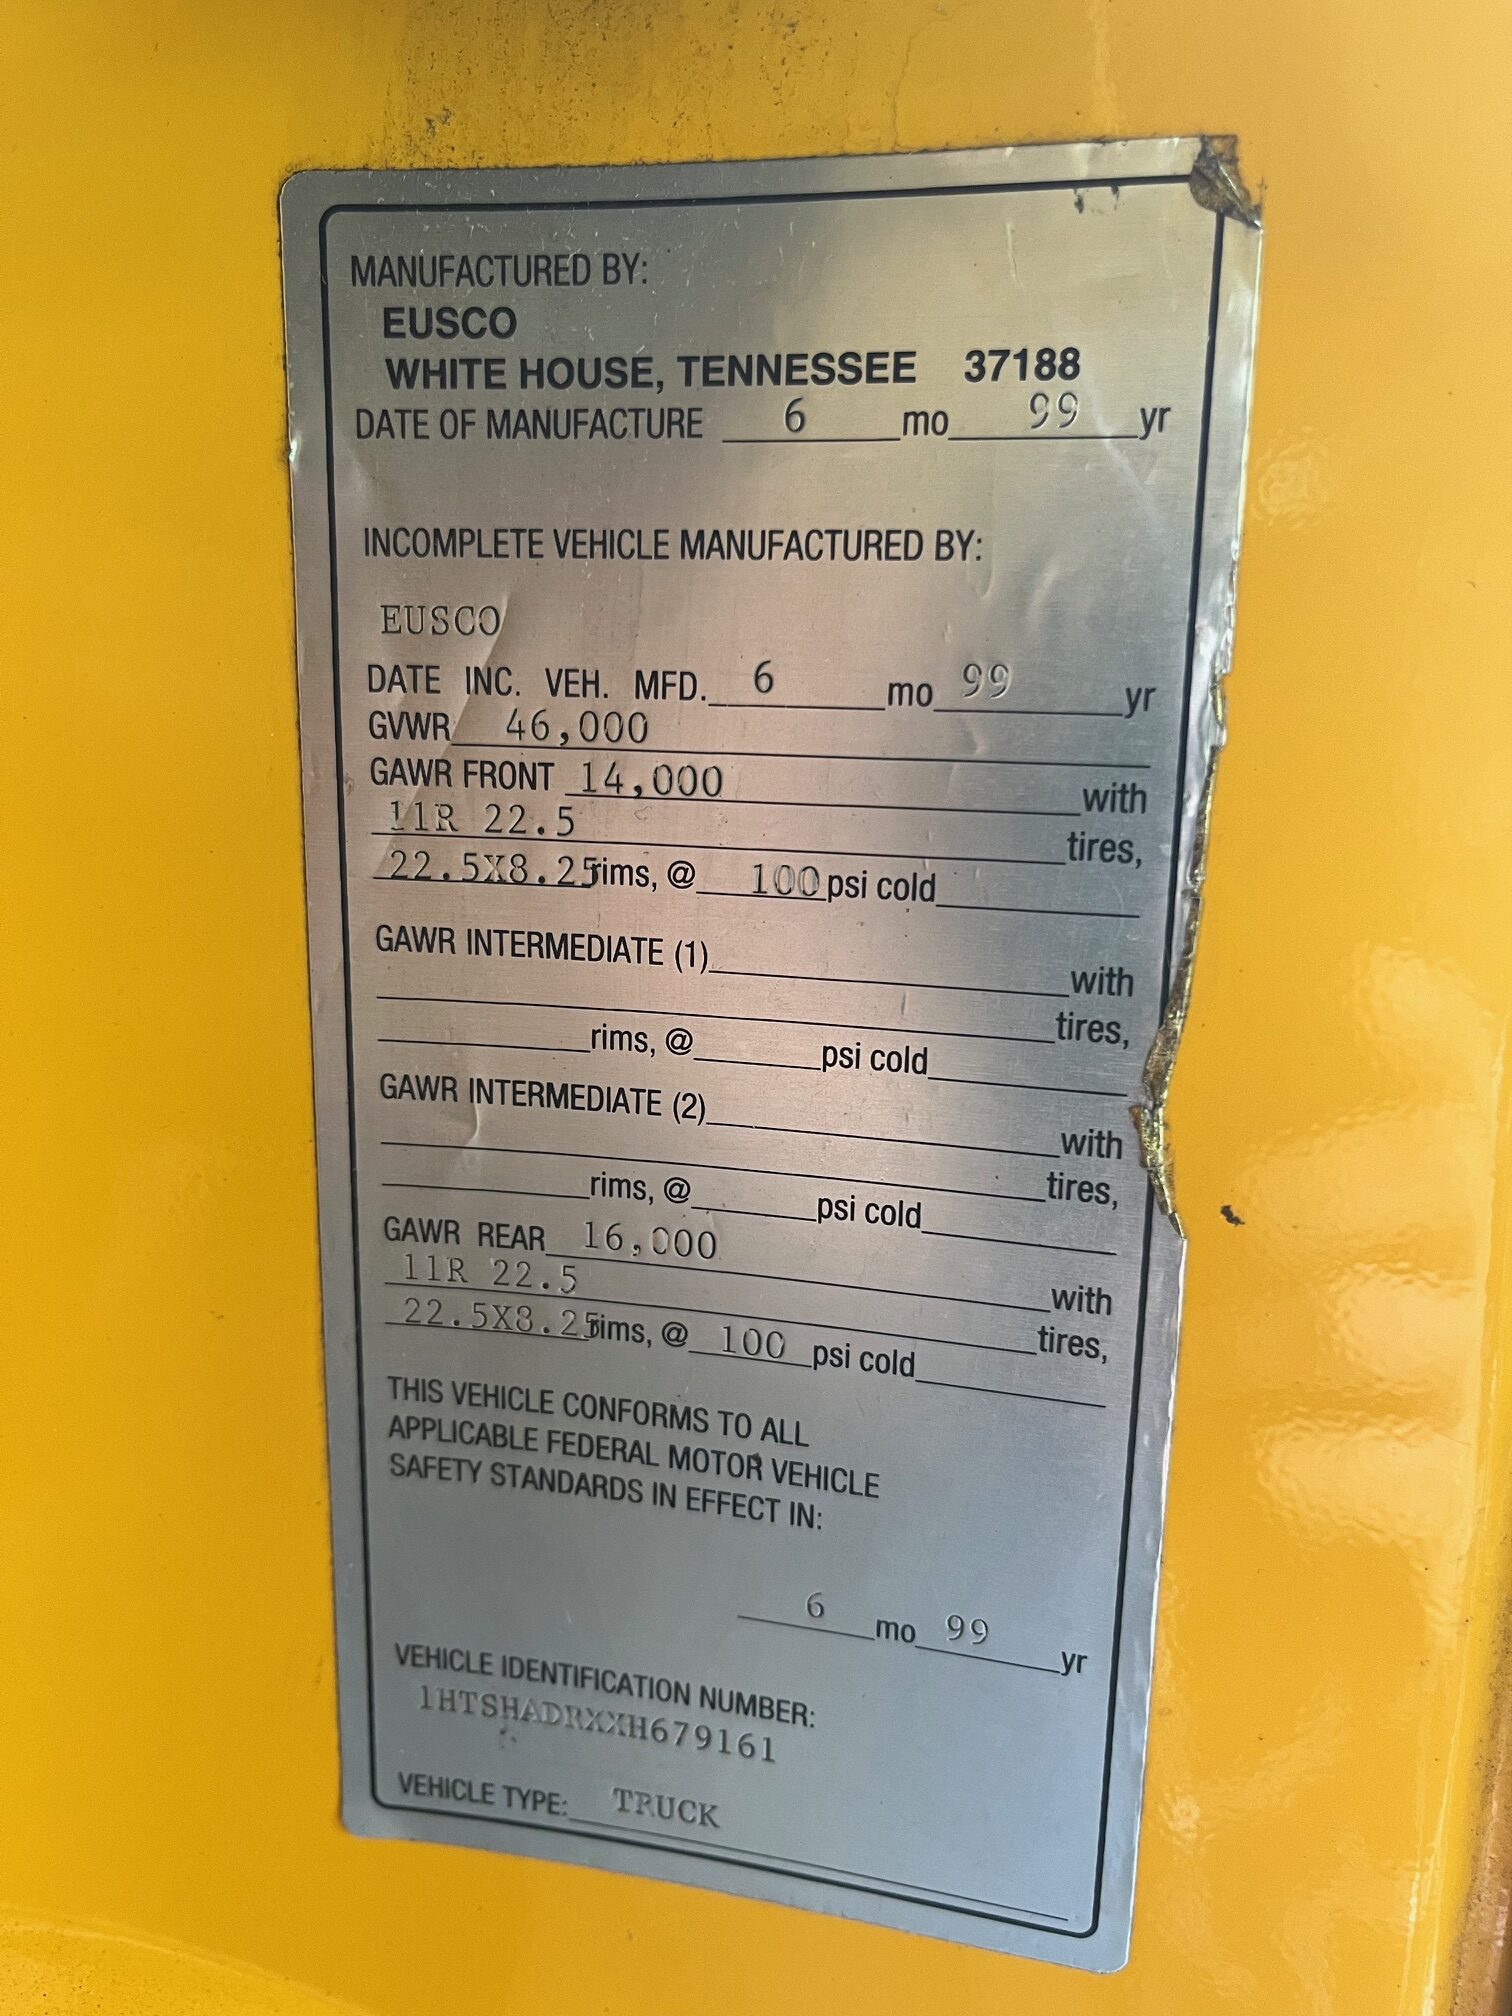 MANUFACTURED BY:
EUSCO
WHITE HOUSE, TENNESSEE 37188
DATE OF MANUFACTURE 6 mo 99 yr
INCOMPLETE VEHICLE MANUFACTURED BY:
EUSCO
DATE INC. VEH. MFD. 6 mo 99 yr
GVWR 46,000
GAWR FRONT 14,000 with
11R 22.5 tires,
22.5X8.25 rims, @ 100 psi cold
GAWR INTERMEDIATE (1) with
tires,
rims, @ psi cold
GAWR INTERMEDIATE (2) with
tires,
rims, @ psi cold
GAWR REAR 16,000 with
11R 22.5 tires,
22.5X8.25 rims, @ 100 psi cold
THIS VEHICLE CONFORMS TO ALL
APPLICABLE FEDERAL MOTOR VEHICLE
SAFETY STANDARDS IN EFFECT IN:
6 mo 99 yr
VEHICLE IDENTIFICATION NUMBER:
1HTSHADRXXH679161
VEHICLE TYPE: TRUCK